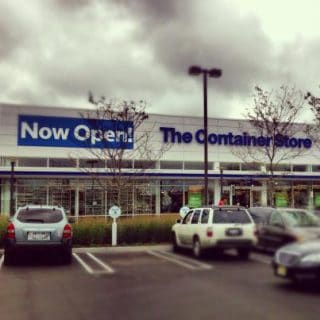 Now Open!
The Container Store